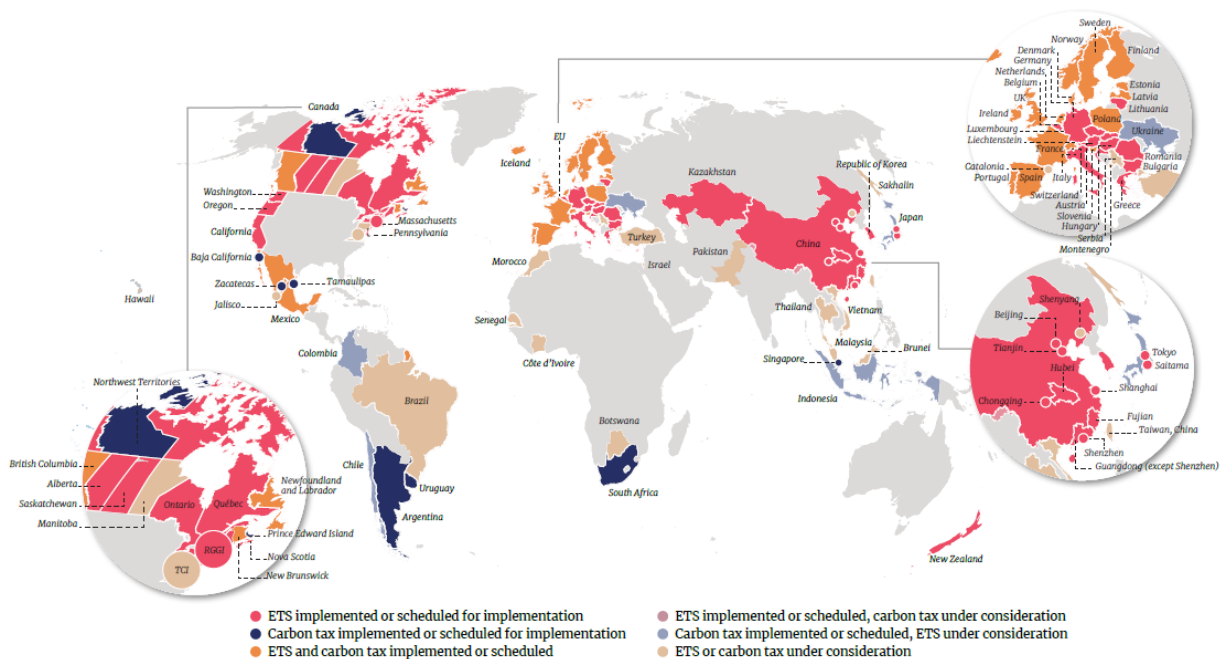 Canada
Washington
Oregon
California
Baja California
Zacatecas
Jalisco
Hawaii
Mexico
Tamaulipas
Massachusetts
Pennsylvania
Colombia
Brazil
Chile
Uruguay
Argentina
Iceland
EU
Morocco
Senegal
Côte d'Ivoire
Botswana
South Africa
Turkey
Israel
Pakistan
Kazakhstan
Republic of Korea
Sakhalin
Japan
China
Thailand
Vietnam
Malaysia
Brunei
Singapore
Indonesia
New Zealand
Sweden
Norway
Denmark
Germany
Netherlands
Belgium
UK
Ireland
Luxembourg
Liechtenstein
France
Catalonia
Portugal
Spain
Italy
Switzerland
Austria
Slovenia
Hungary
Serbia
Montenegro
Greece
Finland
Estonia
Latvia
Lithuania
Poland
Ukraine
Romania
Bulgaria
Shenyang
Beijing
Tianjin
Hubei
Chongqing
Tokyo
Saitama
Shanghai
Fujian
Taiwan, China
Shenzhen
Guangdong (except Shenzhen)
Northwest Territories
British Columbia
Alberta
Saskatchewan
Manitoba
Ontario
Québec
Newfoundland
and Labrador
Prince Edward Island
Nova Scotia
New Brunswick
RGGI
TCI
ETS implemented or scheduled for implementation
Carbon tax implemented or scheduled for implementation
ETS and carbon tax implemented or scheduled
ETS implemented or scheduled, carbon tax under consideration
Carbon tax implemented or scheduled, ETS under consideration
ETS or carbon tax under consideration